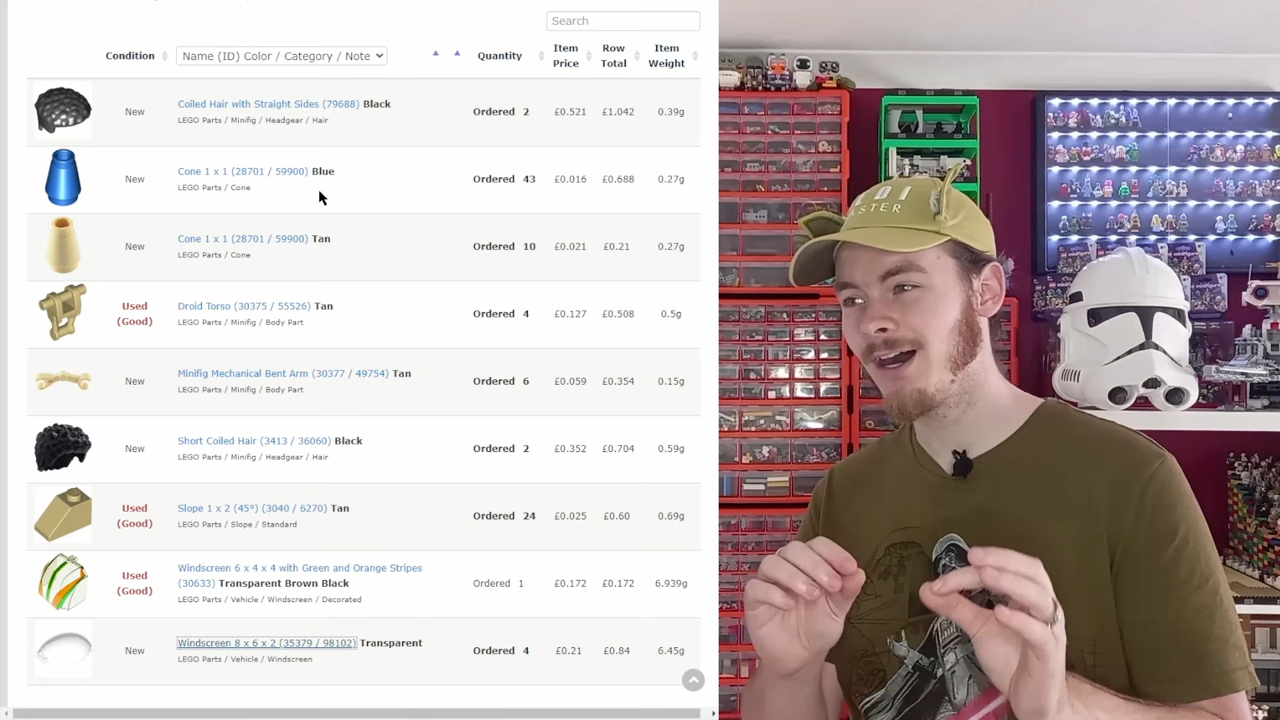 Search
Condition Name (ID) Color / Category / Note Quantity Item Price Row Total Item Weight
New Coiled Hair with Straight Sides (79688) Black Ordered 2 £0.521 £1.042 0.39g
LEGO Parts / Minifig / Headgear / Hair
New Cone 1 x 1 (28701 / 59900) Blue Ordered 43 £0.016 £0.688 0.27g
LEGO Parts / Cone
New Cone 1 x 1 (28701 / 59900) Tan Ordered 10 £0.021 £0.21 0.27g
LEGO Parts / Cone
Used (Good) Droid Torso (30375 / 55526) Tan Ordered 4 £0.127 £0.508 0.5g
LEGO Parts / Minifig / Body Part
New Minifig Mechanical Bent Arm (30377 / 49754) Tan Ordered 6 £0.059 £0.354 0.15g
LEGO Parts / Minifig / Body Part
New Short Coiled Hair (3413 / 36060) Black Ordered 2 £0.352 £0.704 0.59g
LEGO Parts / Minifig / Headgear / Hair
Used (Good) Slope 1 x 2 (45°) (3040 / 6270) Tan Ordered 24 £0.025 £0.60 0.69g
LEGO Parts / Slope / Standard
Windscreen 6 x 4 x 4 with Green and Orange Stripes
Used (Good) (30633) Transparent Brown Black Ordered 1 £0.172 £0.172 6.939g
LEGO Parts / Vehicle / Windscreen / Decorated
New Windscreen 8 x 6 x 2 (35379 / 98102) Transparent Ordered 4 £0.21 £0.84 6.45g
LEGO Parts / Vehicle / Windscreen
EDI
ASTER